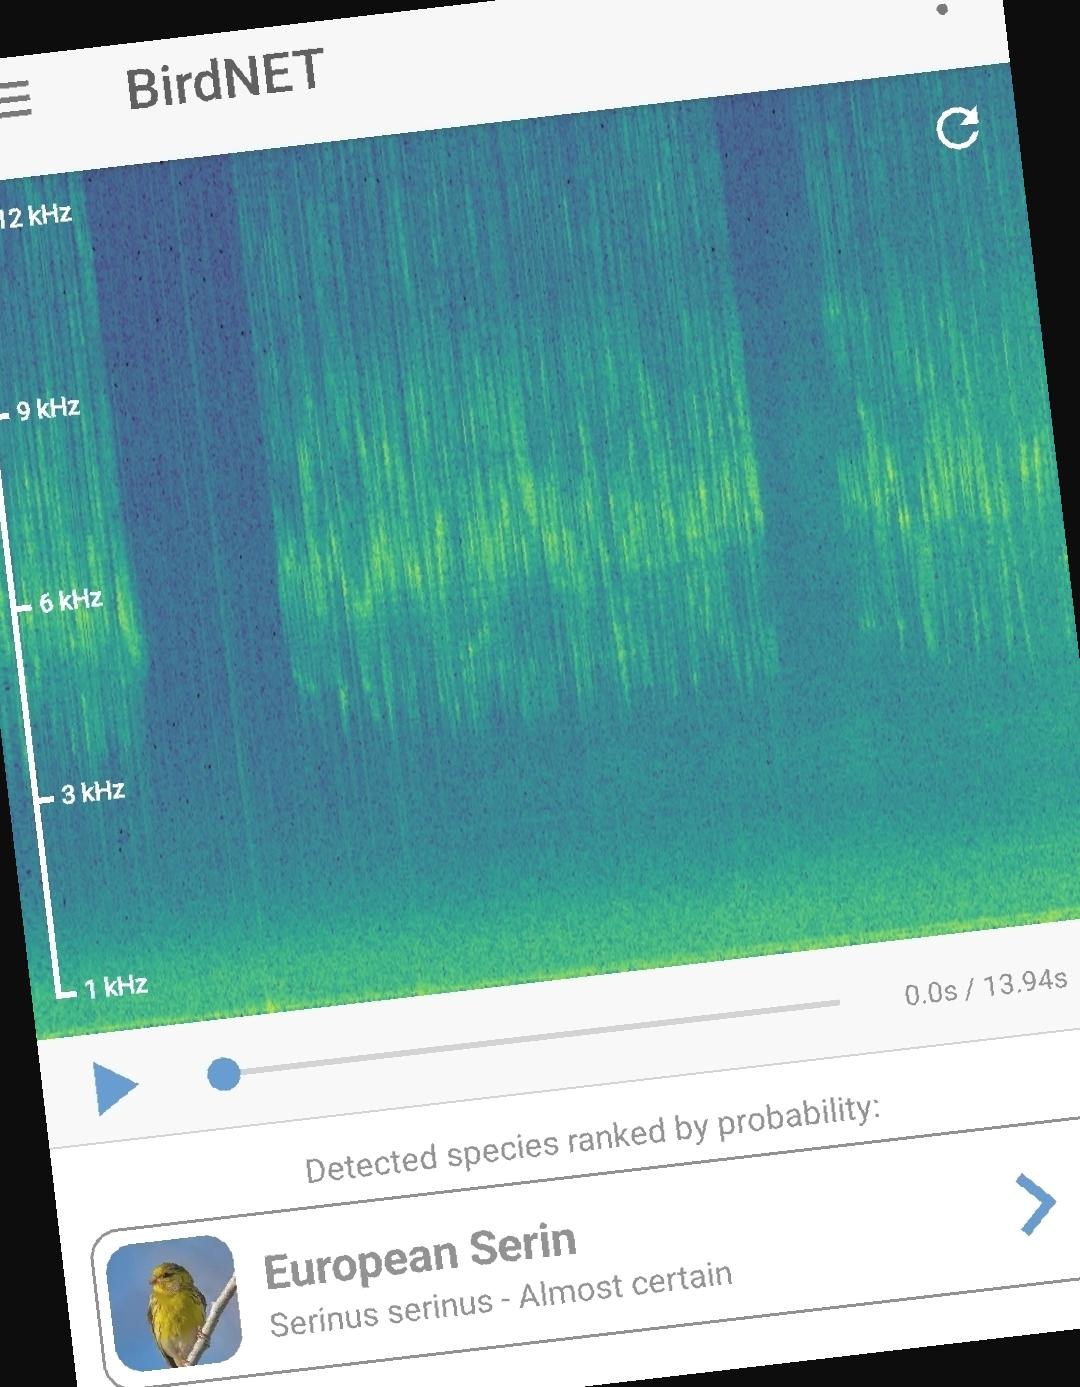 BirdNET
12 kHz
9 kHz
6 kHz
3 kHz
1 kHz
0.0s / 13.94s
Detected species ranked by probability:
European Serin
Serinus serinus - Almost certain